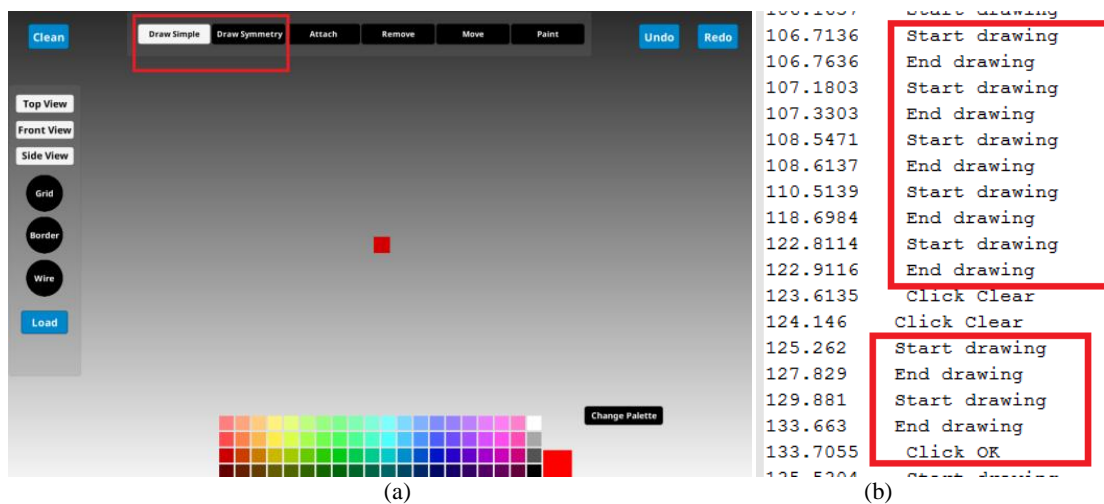 Clean
Draw Simple Draw Symmetry Attach Remove Move Paint
Undo Redo
Top View
Front View
Side View
Grid
Border
Wire
Load
Change Palette
(a)
106.7136 Start drawing
106.7636 End drawing
107.1803 Start drawing
107.3303 End drawing
108.5471 Start drawing
108.6137 End drawing
110.5139 Start drawing
118.6984 End drawing
122.8114 Start drawing
122.9116 End drawing
123.6135 Click Clear
124.146 Click Clear
125.262 Start drawing
127.829 End drawing
129.881 Start drawing
133.663 End drawing
133.7055 Click OK
(b)